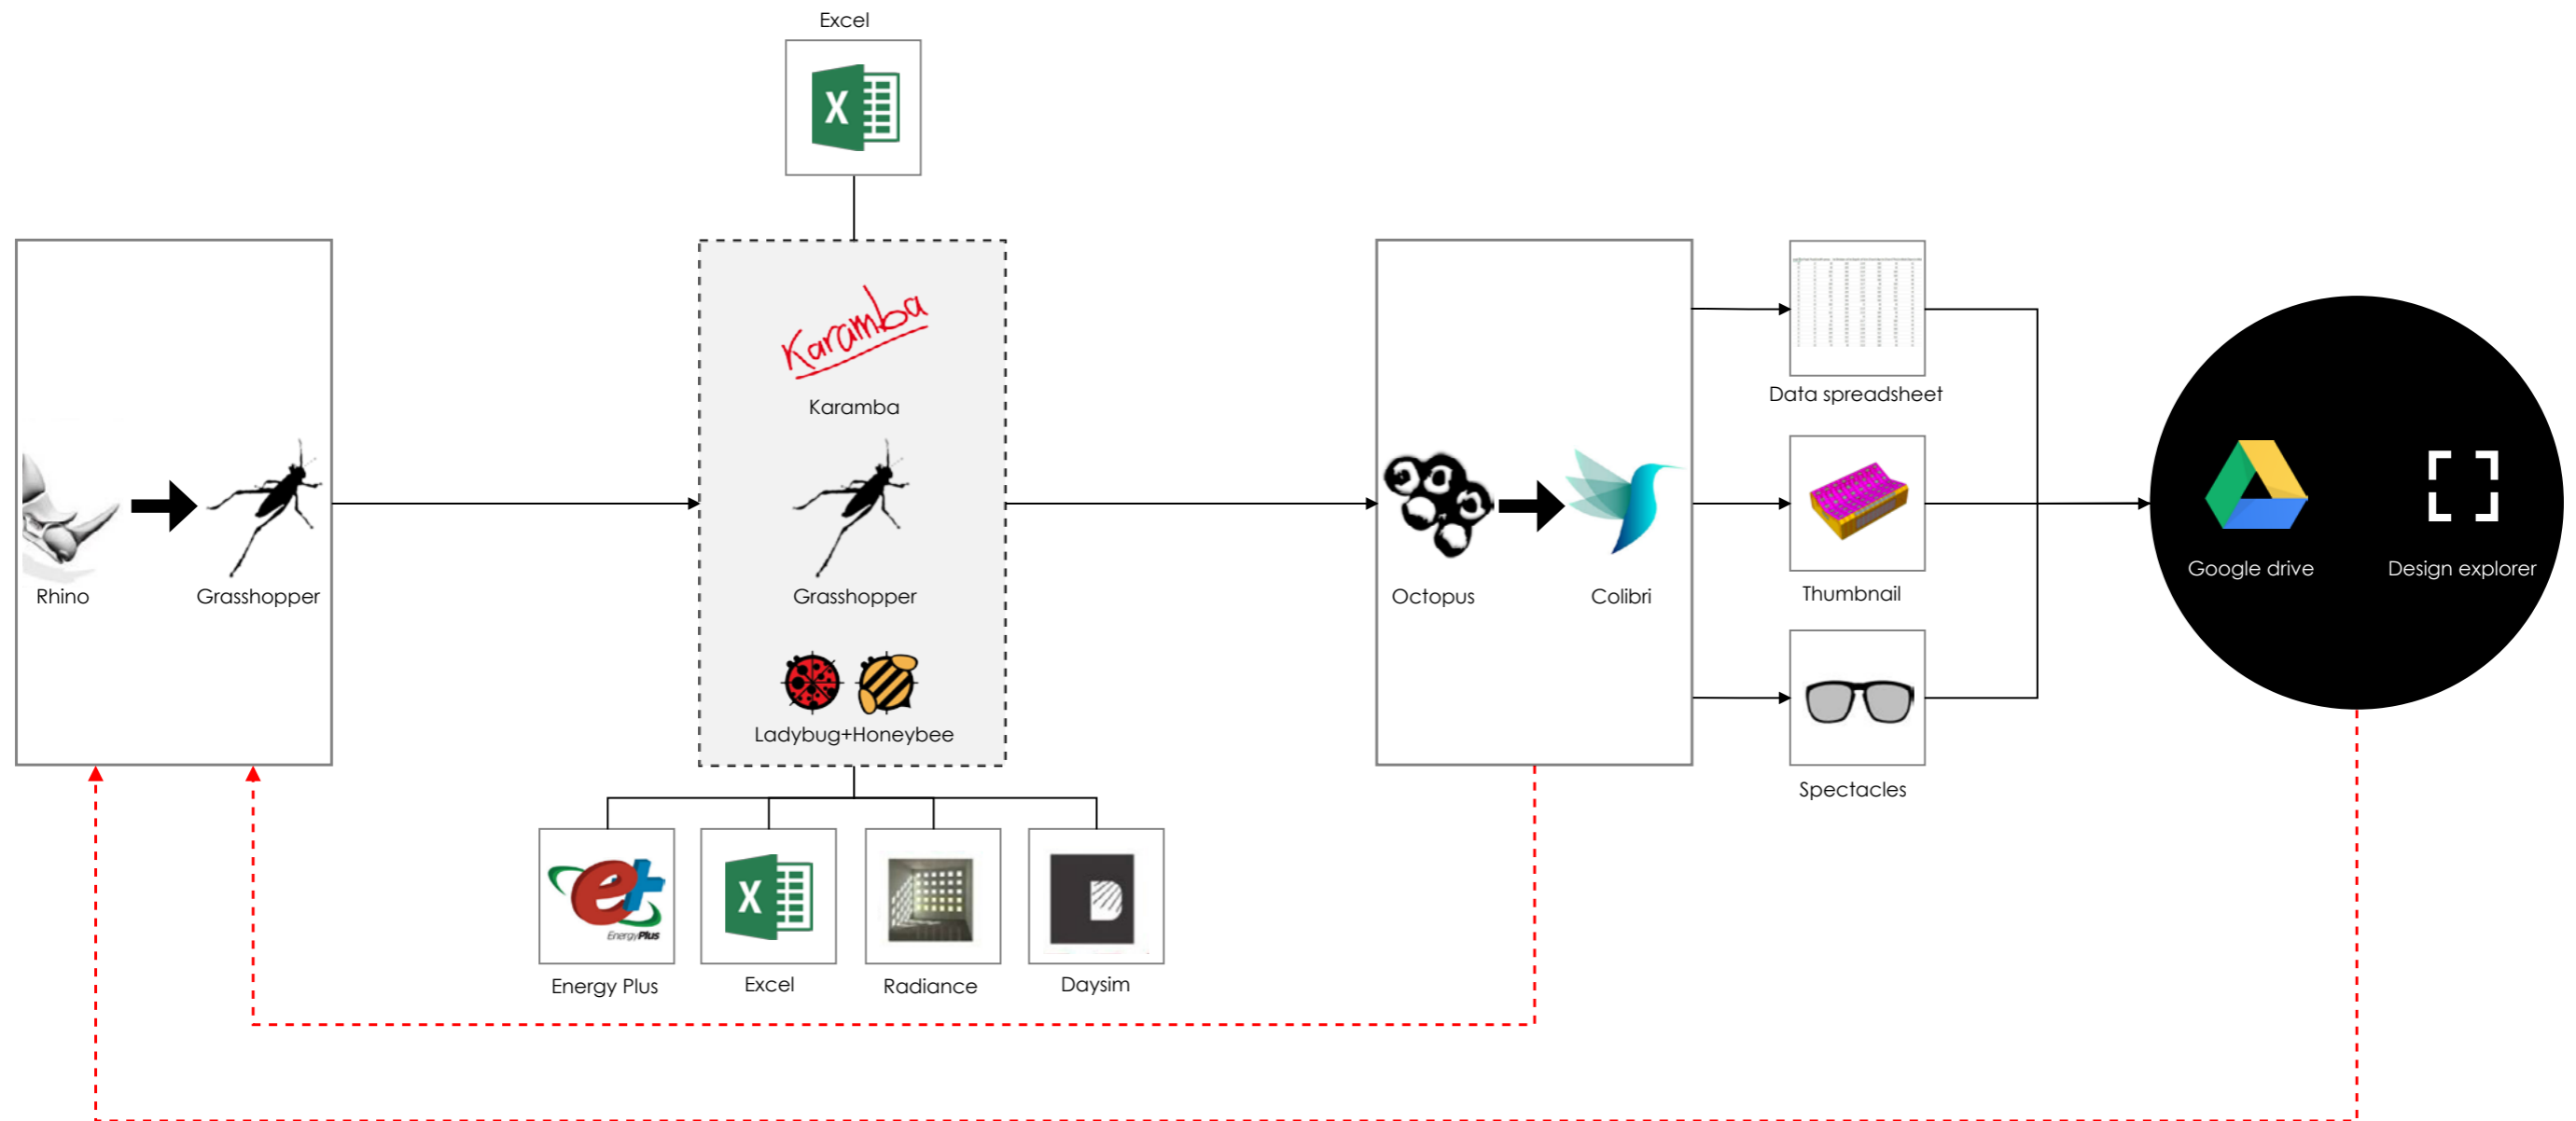 Excel
X
Karamba
Karamba
Rhino
Grasshopper
Grasshopper
Ladybug+Honeybee
e+
EnergyPlus
Energy Plus
X
Excel
Radiance
D
Daysim
Octopus
Colibri
Data spreadsheet
Thumbnail
Spectacles
Google drive
Design explorer